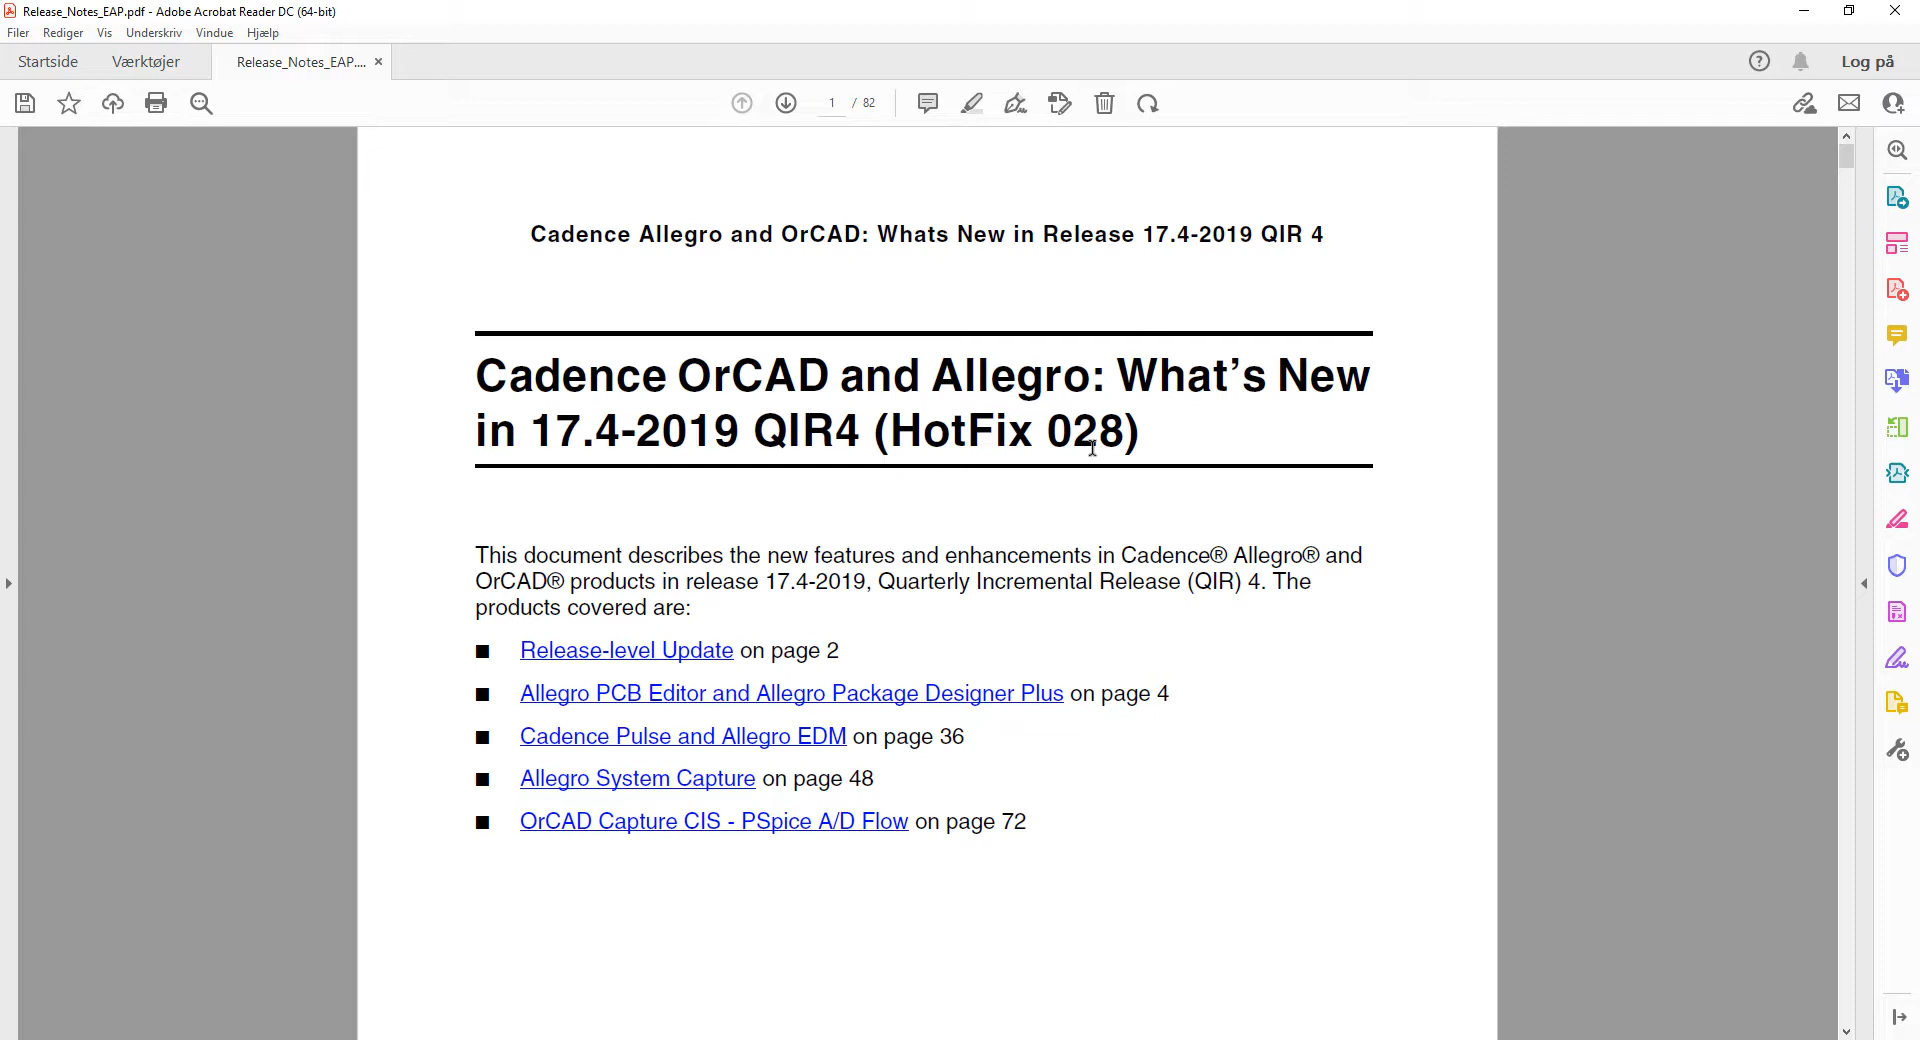 Release_Notes_EAP.pdf - Adobe Acrobat Reader DC (64-bit)
Filer Rediger Vis Underskriv Vindue Hjælp
Startside Værktøjer Release_Notes_EAP.... × Log på
1 / 82
Cadence Allegro and OrCAD: Whats New in Release 17.4-2019 QIR 4
Cadence OrCAD and Allegro: What’s New
in 17.4-2019 QIR4 (HotFix 028)
This document describes the new features and enhancements in Cadence® Allegro® and
OrCAD® products in release 17.4-2019, Quarterly Incremental Release (QIR) 4. The
products covered are:
■ Release-level Update on page 2
■ Allegro PCB Editor and Allegro Package Designer Plus on page 4
■ Cadence Pulse and Allegro EDM on page 36
■ Allegro System Capture on page 48
■ OrCAD Capture CIS - PSpice A/D Flow on page 72